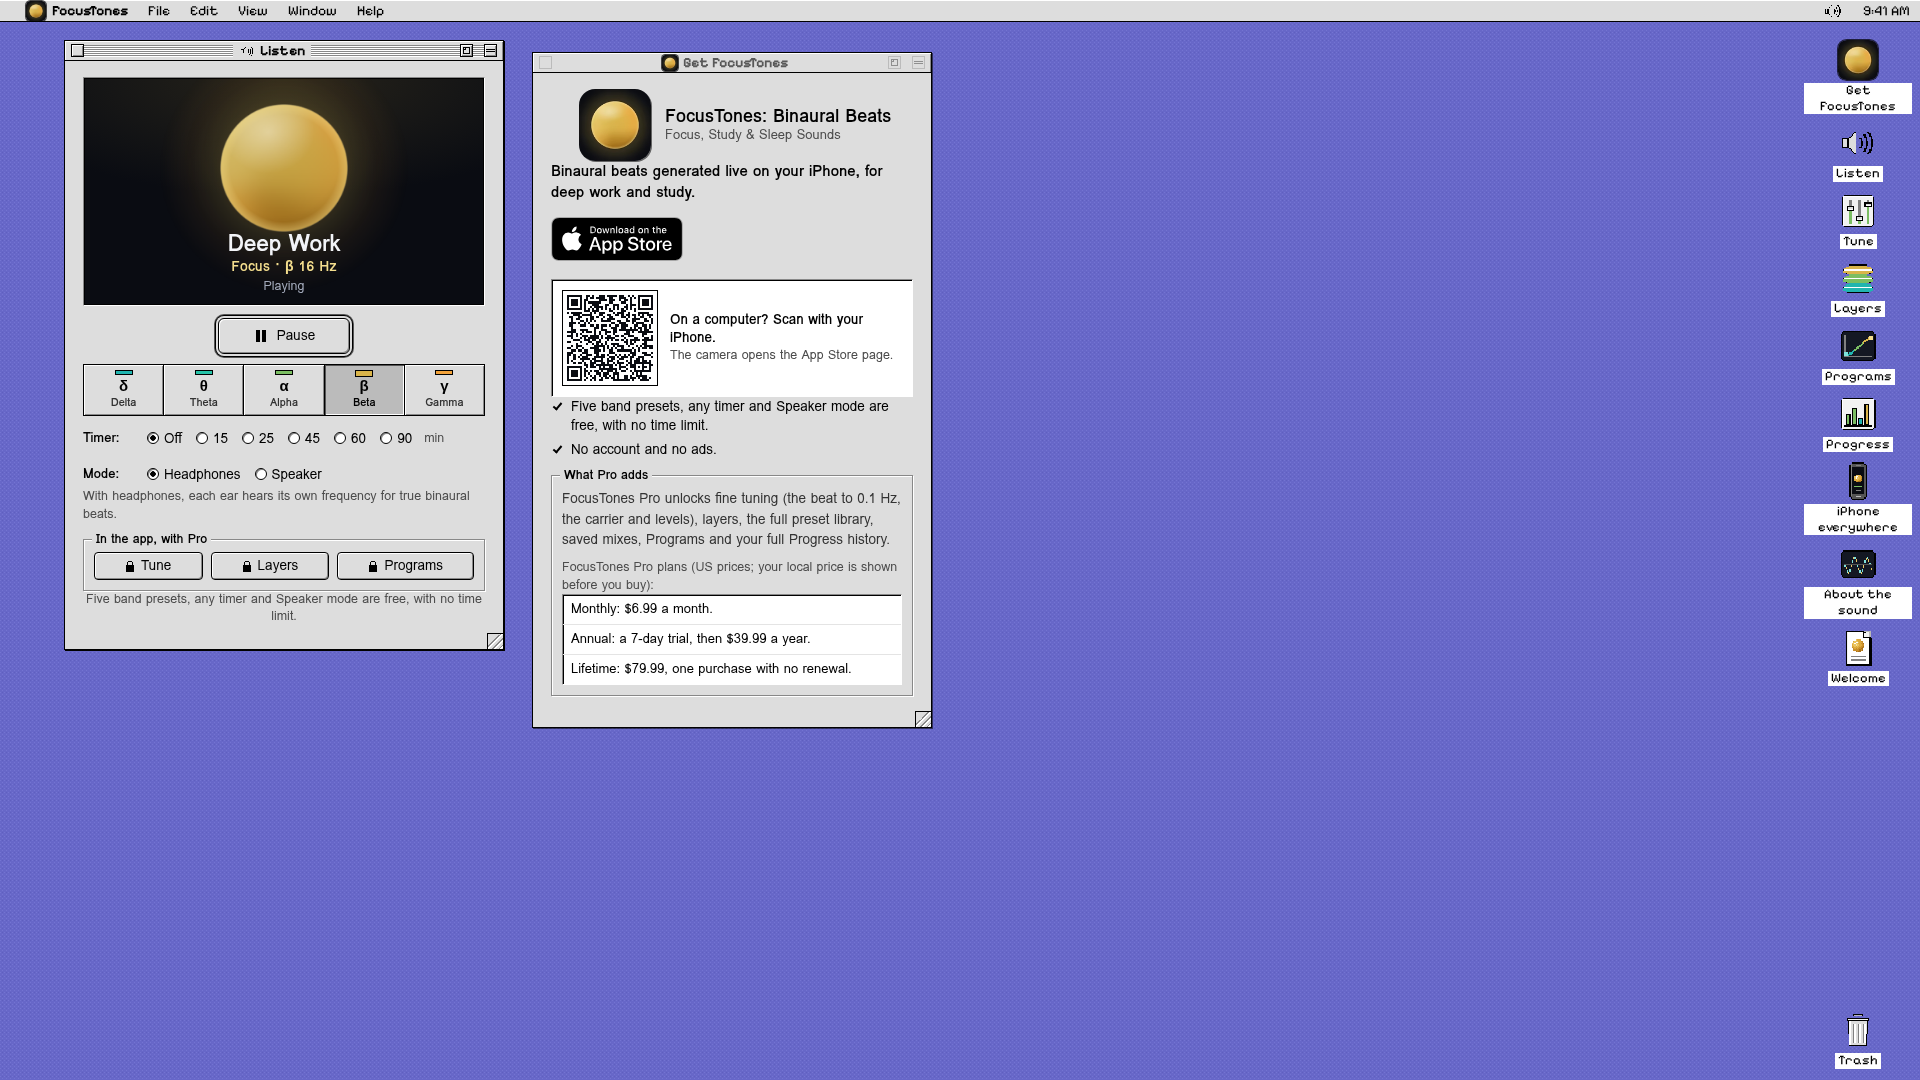 FocusTones File Edit View Window Help 9:41 AM
Listen
Deep Work
Focus · β 16 Hz
Playing
Pause
δ θ α β γ
Delta Theta Alpha Beta Gamma
Timer: Off 15 25 45 60 90 min
Mode: Headphones Speaker
With headphones, each ear hears its own frequency for true binaural
beats.
In the app, with Pro
Tune Layers Programs
Five band presets, any timer and Speaker mode are free, with no time
limit.
Get FocusTones
FocusTones: Binaural Beats
Focus, Study & Sleep Sounds
Binaural beats generated live on your iPhone, for
deep work and study.
Download on the
App Store
On a computer? Scan with your
iPhone.
The camera opens the App Store page.
Five band presets, any timer and Speaker mode are
free, with no time limit.
No account and no ads.
What Pro adds
FocusTones Pro unlocks fine tuning (the beat to 0.1 Hz,
the carrier and levels), layers, the full preset library,
saved mixes, Programs and your full Progress history.
FocusTones Pro plans (US prices; your local price is shown
before you buy):
Monthly: $6.99 a month.
Annual: a 7-day trial, then $39.99 a year.
Lifetime: $79.99, one purchase with no renewal.
Get
FocusTones
Listen
Tune
Layers
Programs
Progress
iPhone
everywhere
About the
sound
Welcome
Trash